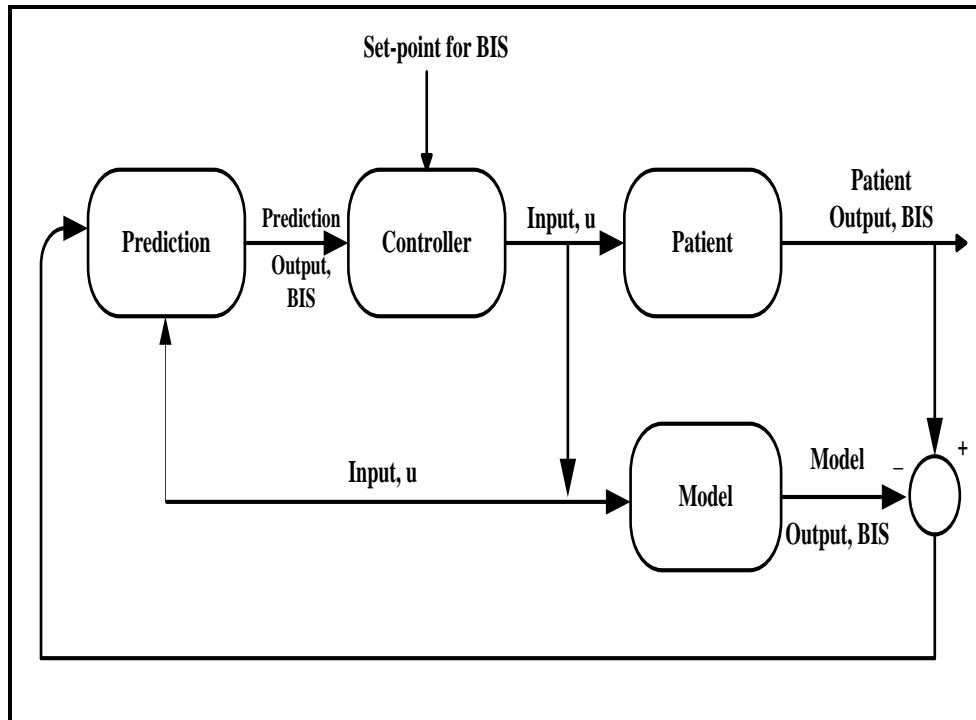 Set-point for BIS
Prediction
Prediction
Output,
BIS
Controller
Input, u
Patient
Patient
Output, BIS
Input, u
Model
Model
Output, BIS
−
+